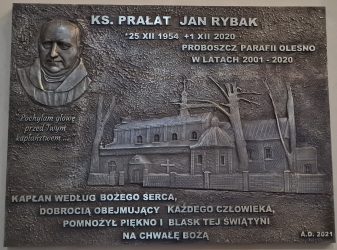 KS. PRAŁAT JAN RYBAK
*25 XII 1954 +1 XII 2020
PROBOSZCZ PARAFII OLEŚNO
W LATACH 2001 - 2020
"Pochylam głowę
przed Twym
kapłaństwem ..."
KAPŁAN WEDŁUG BOŻEGO SERCA,
DOBROCIĄ OBEJMUJĄCY KAŻDEGO CZŁOWIEKA,
POMNOŻYŁ PIĘKNO I BLASK TEJ ŚWIĄTYNI
NA CHWAŁĘ BOŻĄ
A.D. 2021